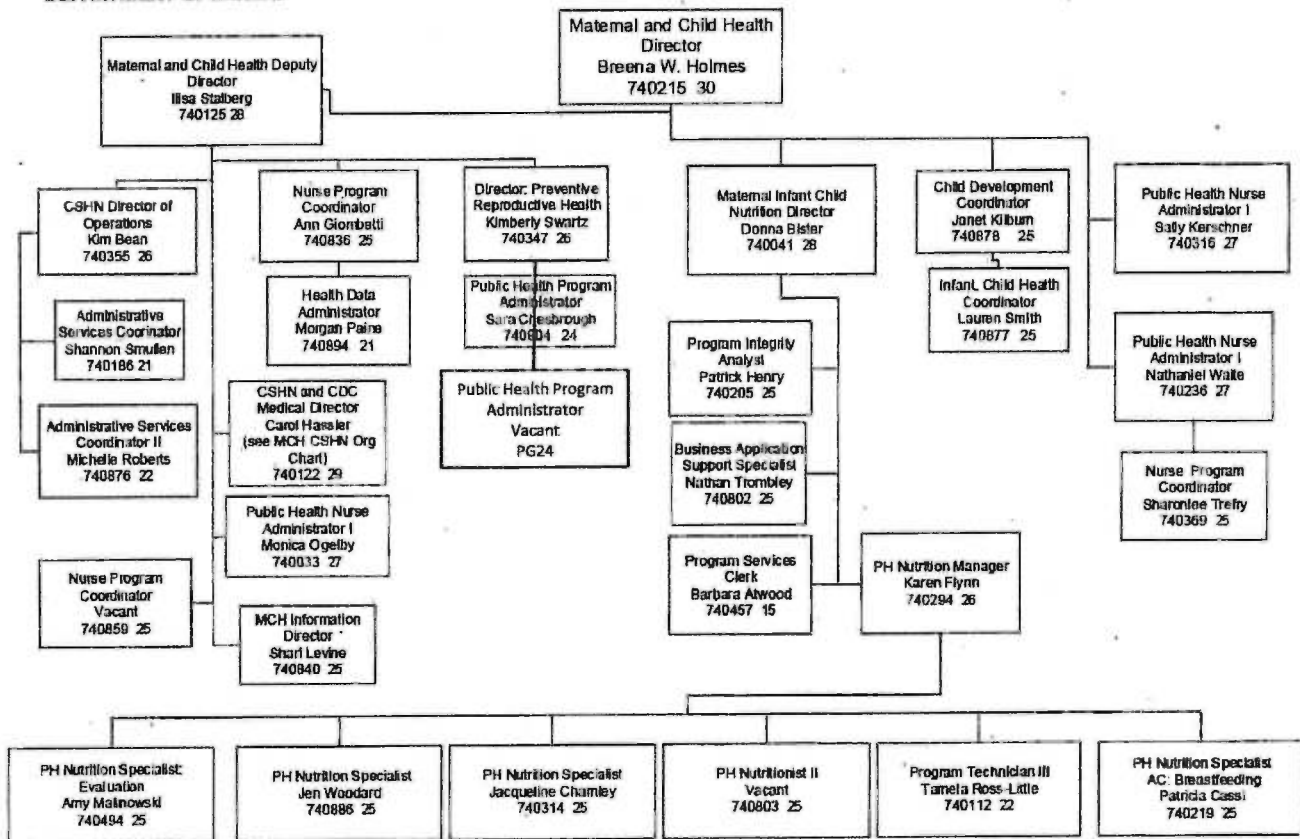 Maternal and Child Health
Director
Breena W. Holmes
740215 30
Maternal and Child Health Deputy
Director
Ilisa Stalberg
740125 28
CSHN Director of
Operations
Kim Bean
740355 26
Nurse Program
Coordinator
Ann Giombetti
740836 25
Director: Preventive
Reproductive Health
Kimberly Swartz
740347 26
Maternal Infant Child
Nutrition Director
Donna Bister
740041 28
Child Development
Coordinator
Janet Kilburn
740878 25
Public Health Nurse
Administrator I
Sally Kerschner
740316 27
Administrative
Services Coorinator
Shannon Smullen
740186 21
Health Data
Administrator
Morgan Paine
740894 21
Public Health Program
Administrator
Sara Chesbrough
740804 24
Infant, Child Health
Coordinator
Lauren Smith
740877 25
Program Integrity
Analyst
Patrick Henry
740205 25
Public Health Nurse
Administrator I
Nathaniel Waite
740236 27
Administrative Services
Coordinator II
Michelle Roberts
740876 22
CSHN and CDC
Medical Director
Carol Hassler
(see MCH CSHN Org
Chart)
740122 29
Public Health Program
Administrator
Vacant
PG24
Business Application
Support Specialist
Nathan Trombley
740802 25
Nurse Program
Coordinator
Sharonlee Trefry
740369 25
Public Health Nurse
Administrator I
Monica Ogelby
740033 27
Program Services
Clerk
Barbara Atwood
740457 15
PH Nutrition Manager
Karen Flynn
740294 26
Nurse Program
Coordinator
Vacant
740859 25
MCH Information
Director
Shari Levine
740840 25
PH Nutrition Specialist:
Evaluation
Amy Malinowski
740494 25
PH Nutrition Specialist
Jen Woodard
740886 25
PH Nutrition Specialist
Jacqueline Charnley
740314 25
PH Nutritionist II
Vacant
740803 25
Program Technician III
Tamela Ross-Little
740112 22
PH Nutrition Specialist
AC: Breastfeeding
Patricia Cassi
740219 25